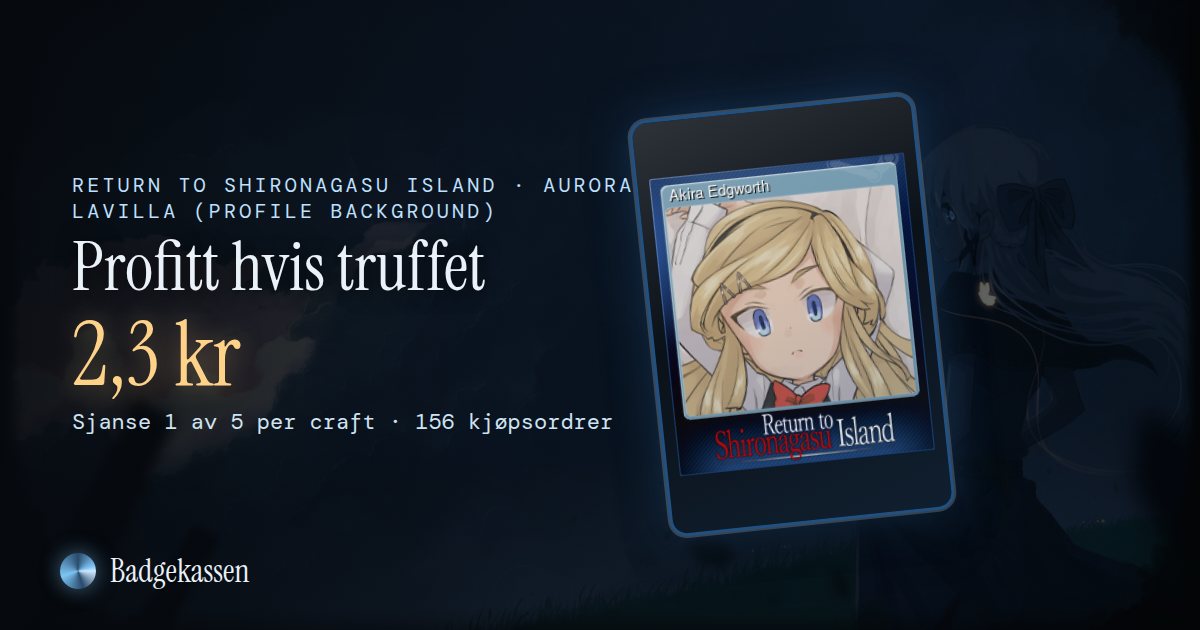 RETURN TO SHIRONAGASU ISLAND · AURORA
LAVILLA (PROFILE BACKGROUND)
Profitt hvis truffet
2,3 kr
Sjanse 1 av 5 per craft · 156 kjøpsordrer
Akira Edgworth
Return to
Shironagasu Island
Badgekassen